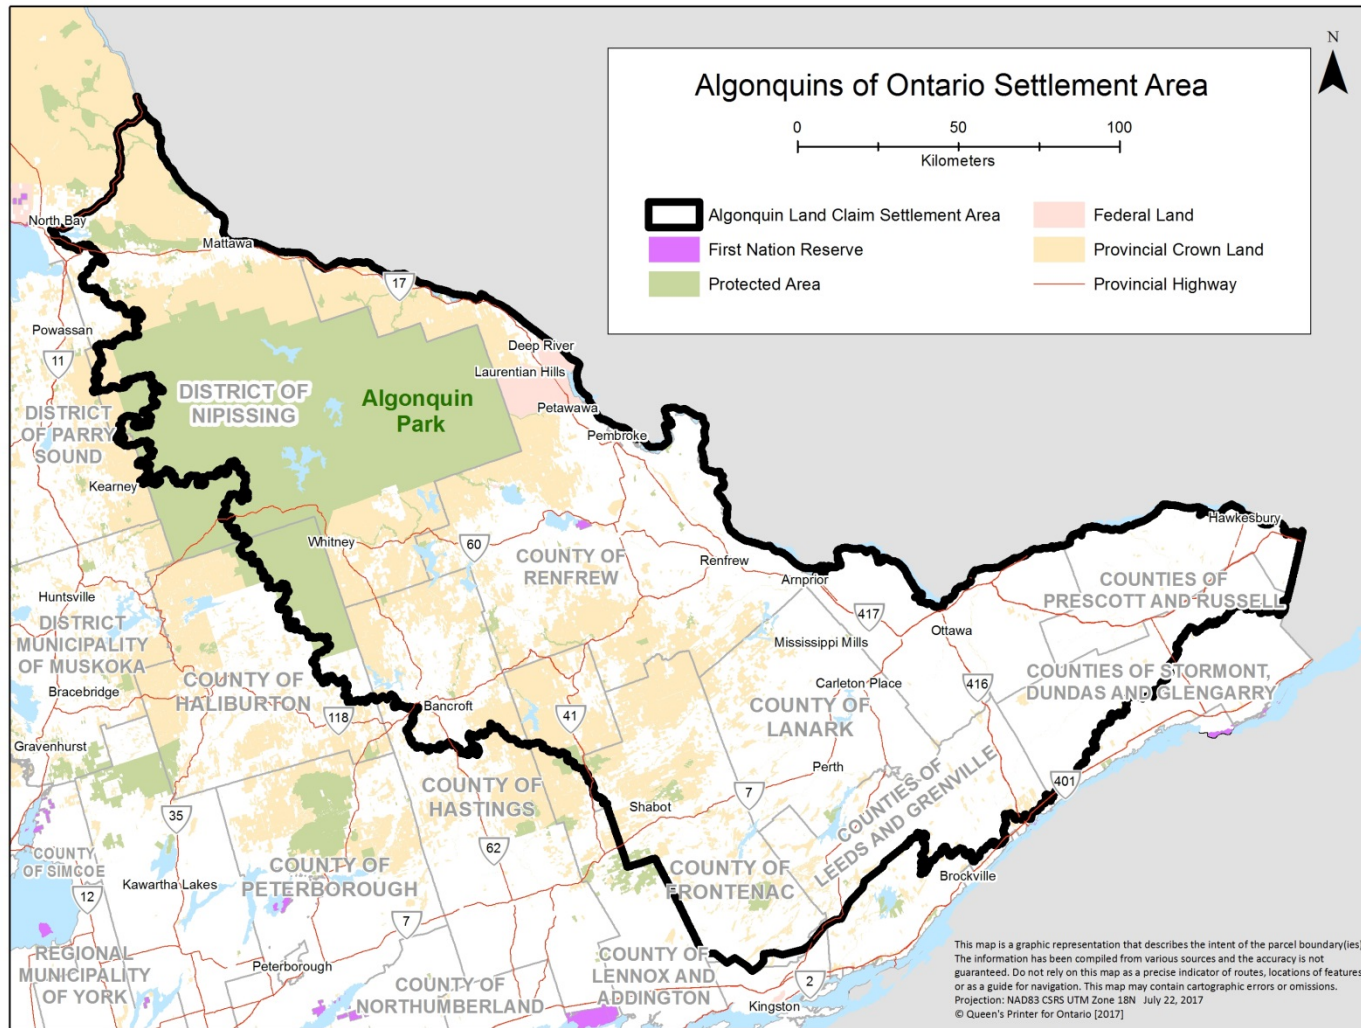 N
Algonquins of Ontario Settlement Area
0 50 100
Kilometers
Algonquin Land Claim Settlement Area
First Nation Reserve
Protected Area
Federal Land
Provincial Crown Land
Provincial Highway
North Bay
Mattawa
17
Powassan
11
Deep River
Laurentian Hills
Petawawa
Pembroke
DISTRICT OF
NIPISSING
Algonquin
Park
DISTRICT
OF PARRY
SOUND
Kearney
Whitney
60
COUNTY OF
RENFREW
Renfrew
Arnprior
Hawkesbury
COUNTIES OF
PRESCOTT AND RUSSELL
417
Ottawa
Mississippi Mills
Huntsville
DISTRICT
MUNICIPALITY
OF MUSKOKA
Bracebridge
COUNTY OF
HALIBURTON
118
Bancroft
41
Carleton Place
COUNTY OF
LANARK
416
COUNTIES OF STORMONT,
DUNDAS AND GLENGARRY
Gravenhurst
Perth
401
COUNTY OF
HASTINGS
Shabot
7
COUNTIES OF
LEEDS AND GRENVILLE
35
62
COUNTY
OF SIMCOE
Kawartha Lakes
12
COUNTY OF
PETERBOROUGH
7
COUNTY OF
FRONTENAC
Brockville
REGIONAL
MUNICIPALITY
OF YORK
Peterborough
COUNTY OF
NORTHUMBERLAND
COUNTY OF
LENNOX AND
ADDINGTON
2
Kingston
This map is a graphic representation that describes the intent of the parcel boundary(ies)
The information has been compiled from various sources and the accuracy is not
guaranteed. Do not rely on this map as a precise indicator of routes, locations of features
or as a guide for navigation. This map may contain cartographic errors or omissions.
Projection: NAD83 CSRS UTM Zone 18N July 22, 2017
© Queen's Printer for Ontario [2017]